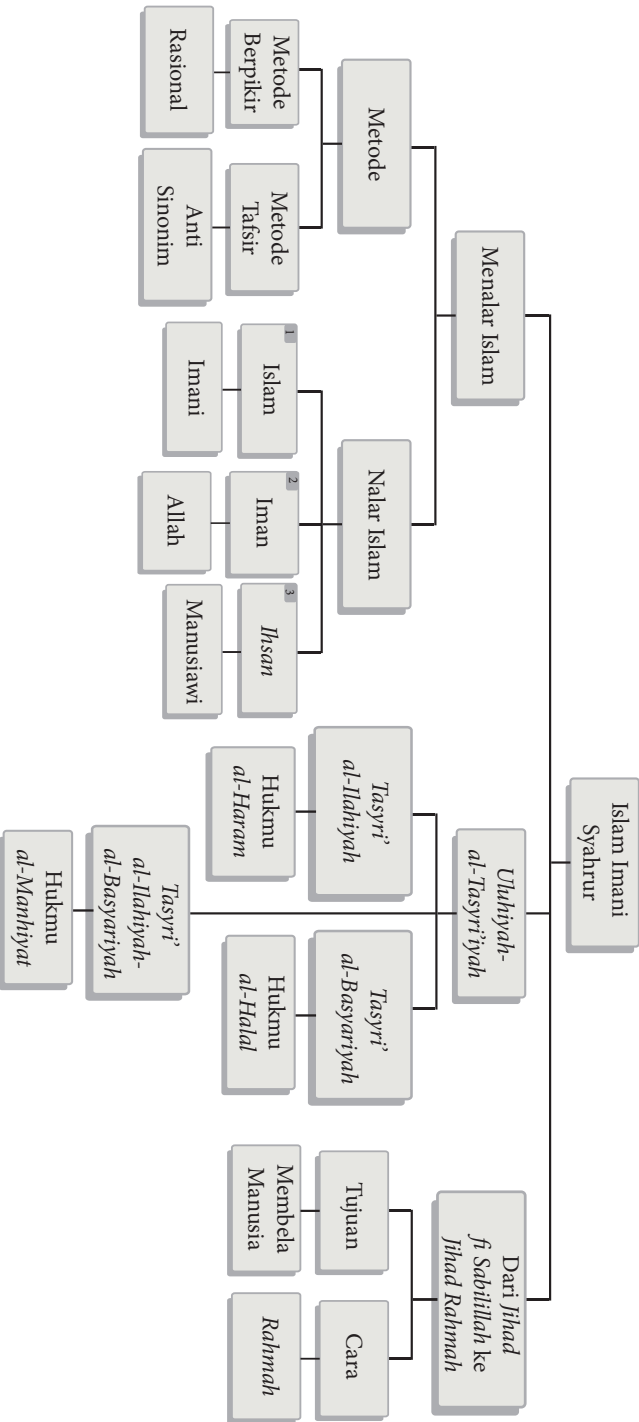 Islam Imani
Syahrur
Menalar Islam
Metode
Metode
Berpikir
Rasional
Metode
Tafsir
Anti
Sinonim
Nalar Islam
1
Islam
Imani
2
Iman
Allah
3
Ihsan
Manusiawi
Uluhiyah-
al-Tasyri’iyah
Tasyri’
al-Ilahiyah
Hukmu
al-Haram
Tasyri’
al-Ilahiyah-
al-Basyariyah
Hukmu
al-Manhiyat
Tasyri’
al-Basyariyah
Hukmu
al-Halal
Dari Jihad
fi Sabilillah ke
Jihad Rahmah
Tujuan
Membela
Manusia
Cara
Rahmah